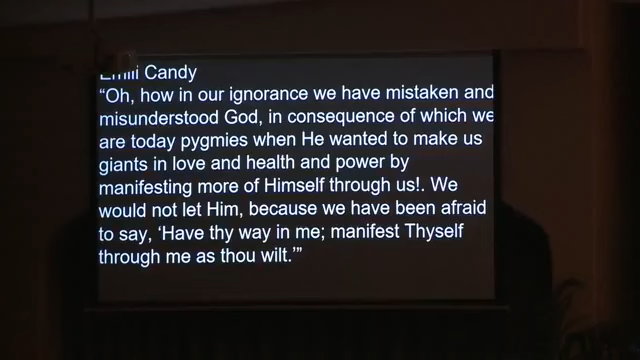 Candy
“Oh, how in our ignorance we have mistaken and
misunderstood God, in consequence of which we
are today pygmies when He wanted to make us
giants in love and health and power by
manifesting more of Himself through us!. We
would not let Him, because we have been afraid
to say, ‘Have thy way in me; manifest Thyself
through me as thou wilt.’”